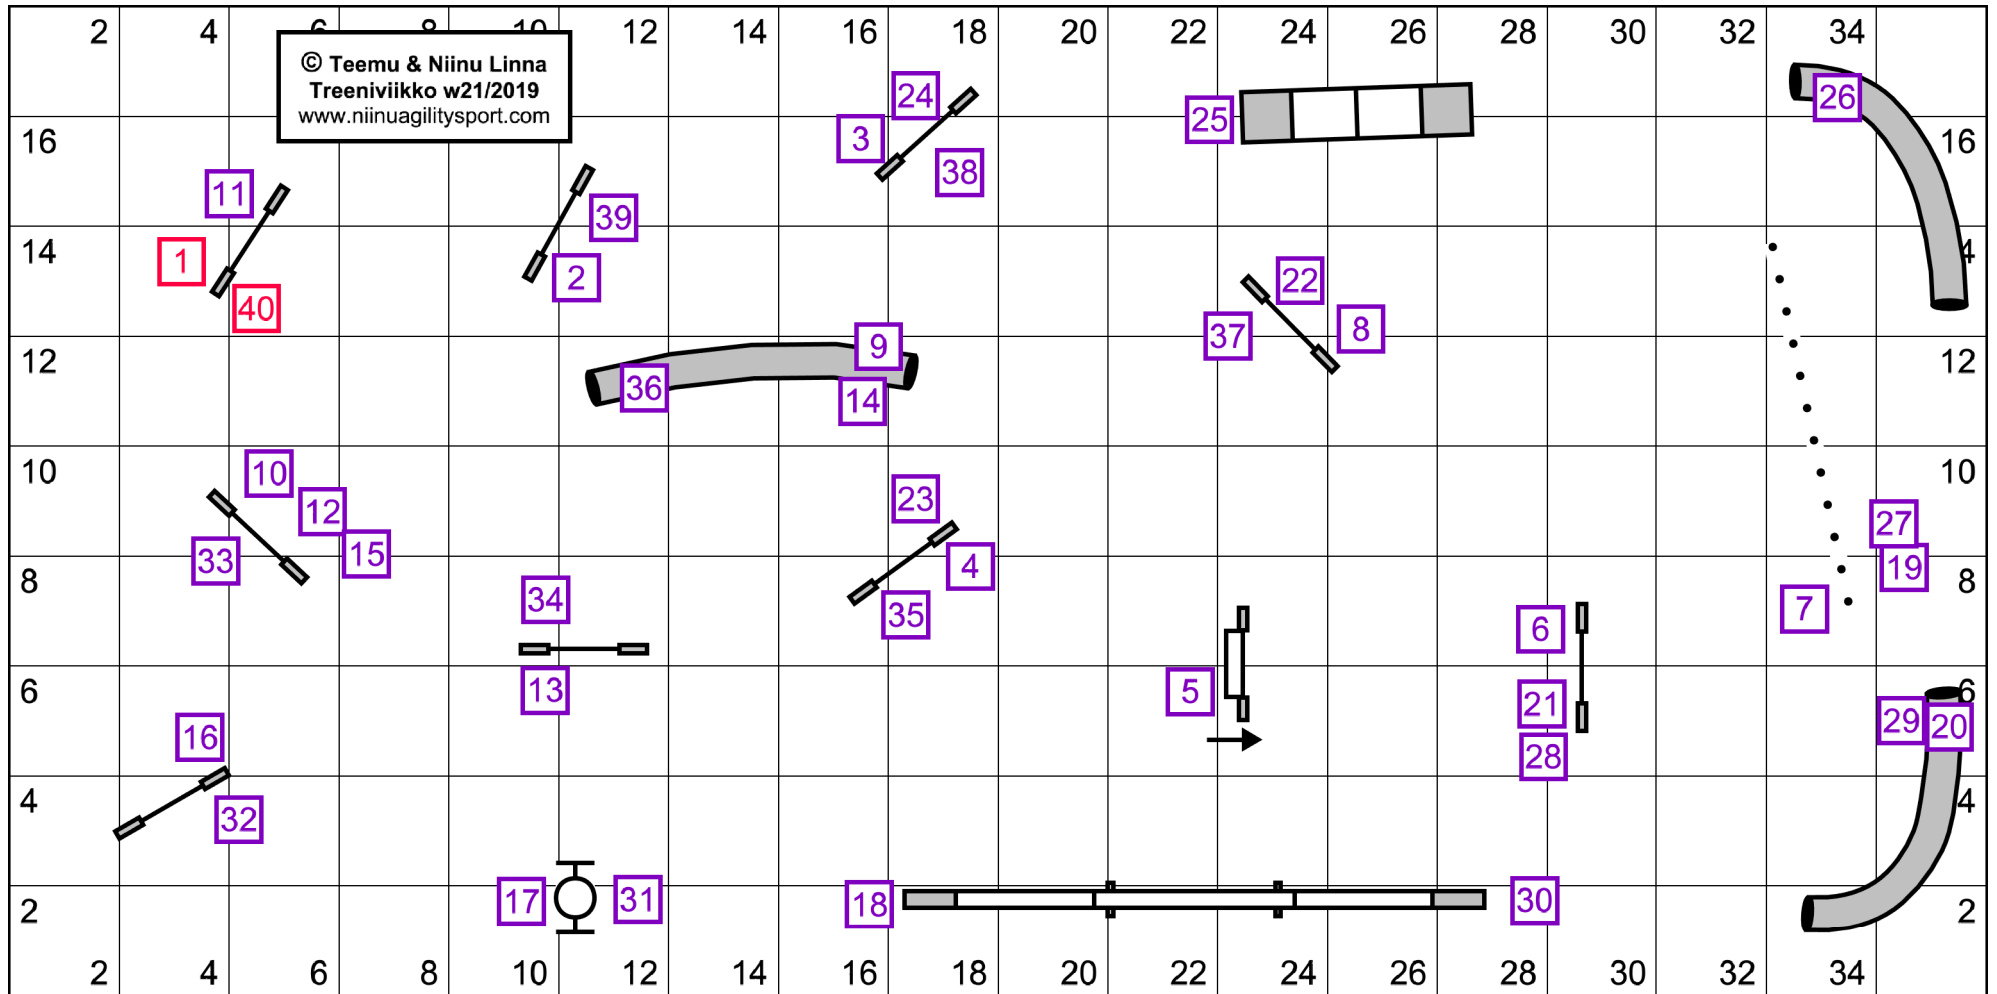 2 4 6 8 10 12 14 16 18 20 22 24 26 28 30 32 34
© Teemu & Niinu Linna
Treeniviikko w21/2019
www.niinuagilitysport.com
24 26
3 25
16 16
38
11 39
14 1 2 22 4
40 37 8
12 9 12
36 14
10 10 10
23
12 27
33 15 4 19
8 8
34 35 6 7
6 13 5 21 29 20 6
16 28
4 32 4
2 17 31 18 30 2
2 4 6 8 10 12 14 16 18 20 22 24 26 28 30 32 34